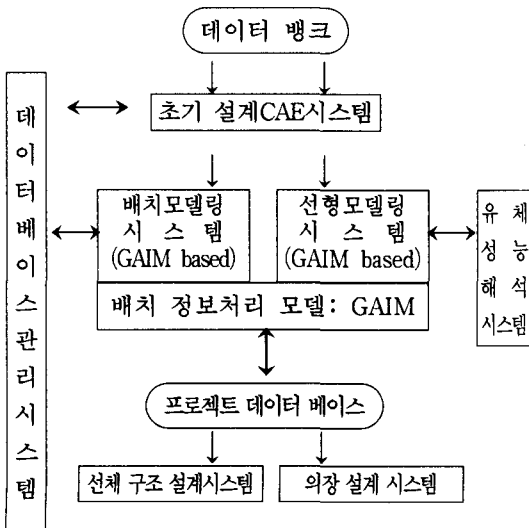 데이터 뱅크
초기 설계CAE시스템
데이터베이스관리시스템
배치모델링
시 스 템
(GAIM based)
선형모델링
시 스 템
(GAIM based)
유 체
성 능
해 석
시스템
배치 정보처리 모델: GAIM
프로젝트 데이터 베이스
선체 구조 설계시스템
의장 설계 시스템